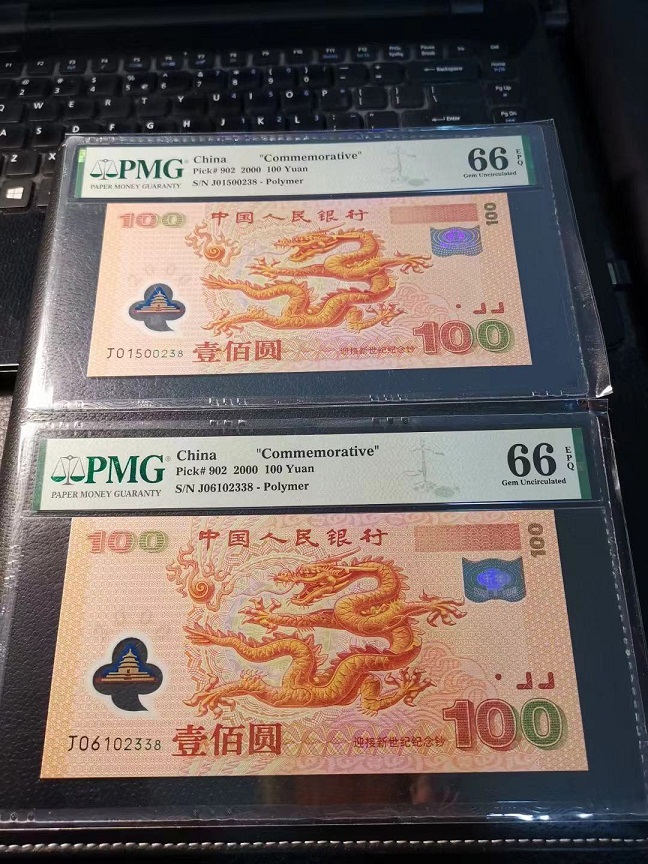 PMG
PAPER MONEY GUARANTY
China "Commemorative"
Pick# 902 2000 100 Yuan
S/N J01500238 - Polymer
66 EPQ
Gem Uncirculated
100
中国人民银行
100
J01500238
壹佰圆
迎接新世纪纪念钞
100
PMG
PAPER MONEY GUARANTY
China "Commemorative"
Pick# 902 2000 100 Yuan
S/N J06102338 - Polymer
66 EPQ
Gem Uncirculated
100
中国人民银行
100
J06102338
壹佰圆
迎接新世纪纪念钞
100